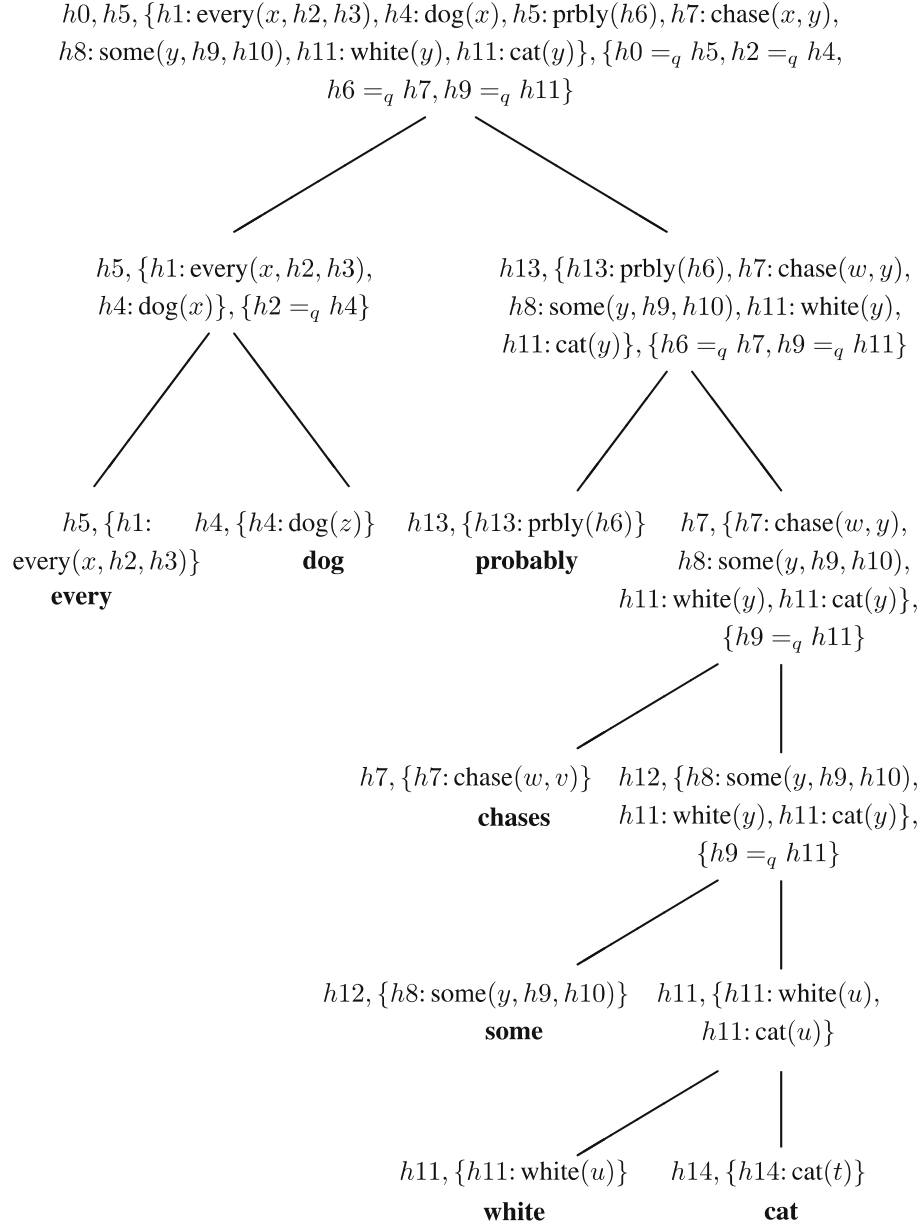 h0, h5, {h1: every(x, h2, h3), h4: dog(x), h5: prbly(h6), h7: chase(x, y),
h8: some(y, h9, h10), h11: white(y), h11: cat(y)}, {h0 =q h5, h2 =q h4,
h6 =q h7, h9 =q h11}
h5, {h1: every(x, h2, h3),
h4: dog(x)}, {h2 =q h4}
h13, {h13: prbly(h6), h7: chase(w, y),
h8: some(y, h9, h10), h11: white(y),
h11: cat(y)}, {h6 =q h7, h9 =q h11}
h5, {h1:
every(x, h2, h3)}
every
h4, {h4: dog(z)}
dog
h13, {h13: prbly(h6)}
probably
h7, {h7: chase(w, y),
h8: some(y, h9, h10),
h11: white(y), h11: cat(y)},
{h9 =q h11}
h7, {h7: chase(w, v)}
chases
h12, {h8: some(y, h9, h10),
h11: white(y), h11: cat(y)},
{h9 =q h11}
h12, {h8: some(y, h9, h10)}
some
h11, {h11: white(u),
h11: cat(u)}
h11, {h11: white(u)}
white
h14, {h14: cat(t)}
cat